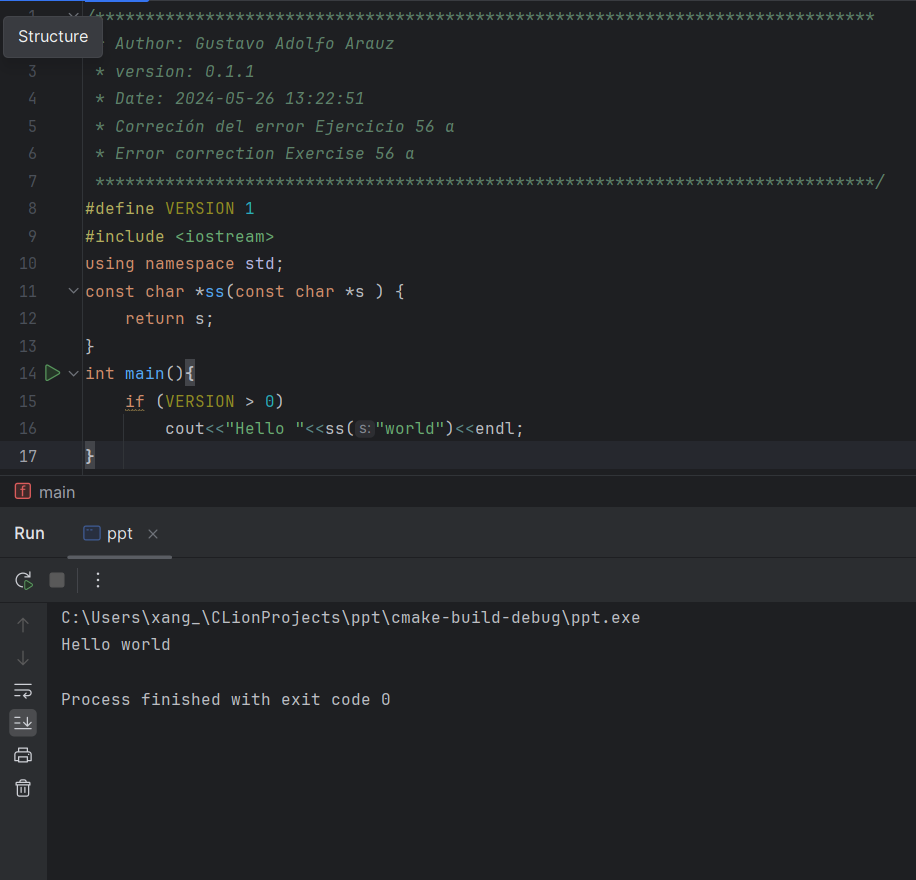 1 /******************************************************************************
Structure
* Author: Gustavo Adolfo Arauz
3 * version: 0.1.1
4 * Date: 2024-05-26 13:22:51
5 * Correción del error Ejercicio 56 a
6 * Error correction Exercise 56 a
7 ******************************************************************************/
8 #define VERSION 1
9 #include <iostream>
10 using namespace std;
11 const char *ss(const char *s ) {
12 return s;
13 }
14 int main(){
15 if (VERSION > 0)
16 cout<<"Hello "<<ss(s:"world")<<endl;
17 }
f main
Run ppt
C:\Users\xang_\CLionProjects\ppt\cmake-build-debug\ppt.exe
Hello world
Process finished with exit code 0